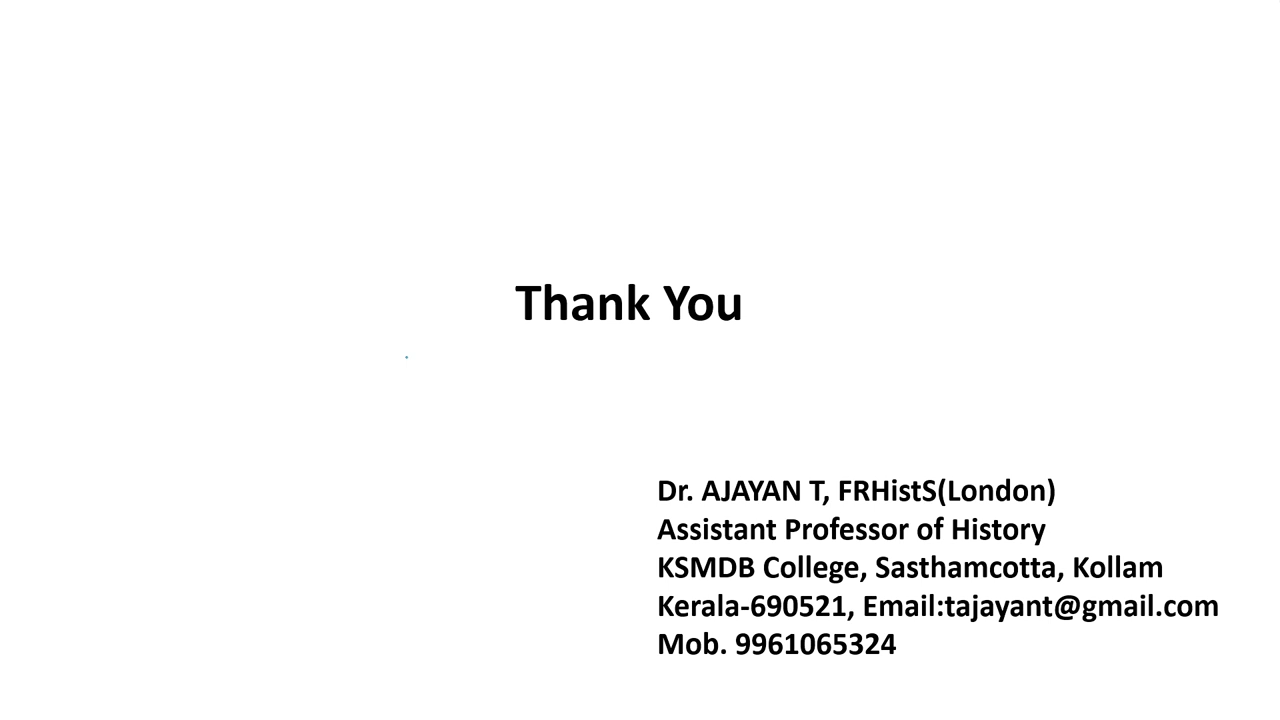 Thank You
Dr. AJAYAN T, FRHistS(London)
Assistant Professor of History
KSMDB College, Sasthamcotta, Kollam
Kerala-690521, Email:tajayant@gmail.com
Mob. 9961065324